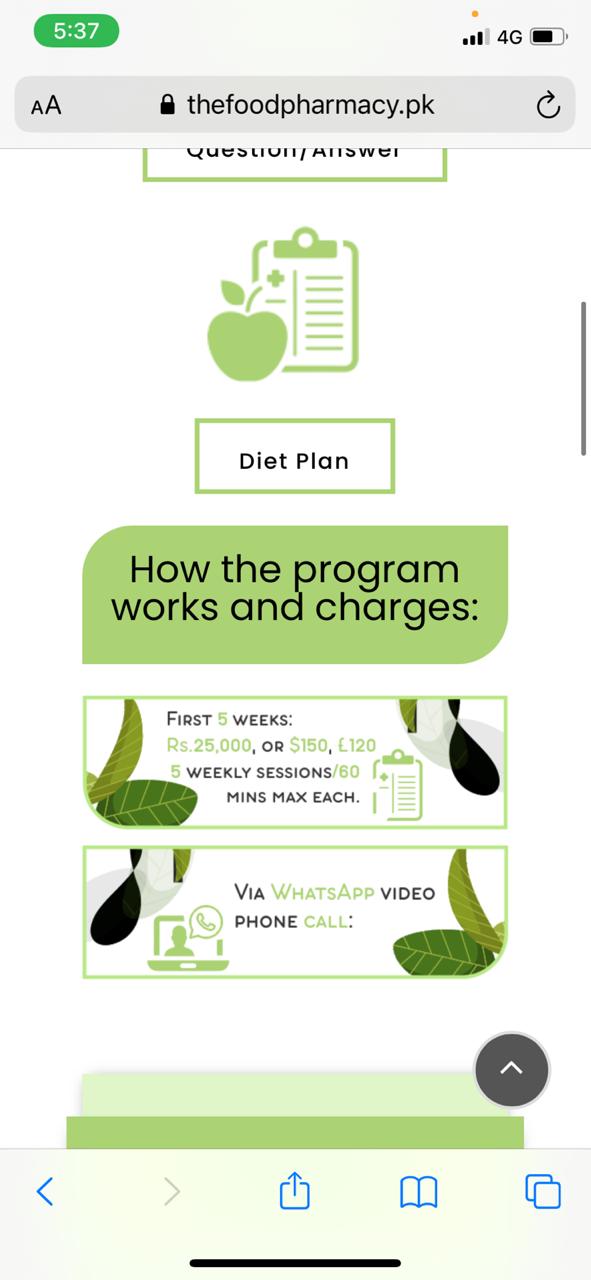 5:37
4G
AA thefoodpharmacy.pk
Question/Answer
Diet Plan
How the program
works and charges:
First 5 weeks:
Rs.25,000, or $150, £120
5 weekly sessions/60
mins max each.
Via WhatsApp video
phone call: